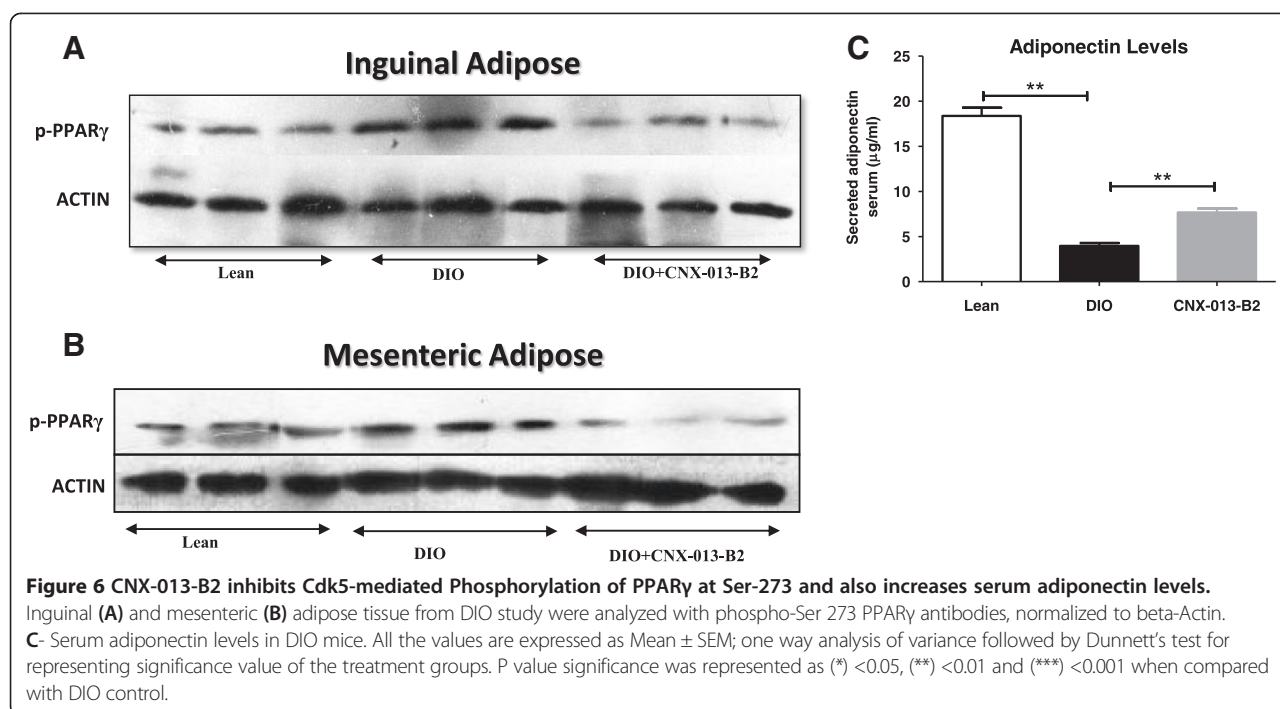 A
Inguinal Adipose
p-PPARγ
ACTIN
Lean
DIO
DIO+CNX-013-B2
B
Mesenteric Adipose
p-PPARγ
ACTIN
Lean
DIO
DIO+CNX-013-B2
C
Adiponectin Levels
Secreted adiponectin
serum (µg/ml)
25
20
15
10
5
0
**
**
Lean
DIO
CNX-013-B2
Figure 6 CNX-013-B2 inhibits Cdk5-mediated Phosphorylation of PPARγ at Ser-273 and also increases serum adiponectin levels.
Inguinal (A) and mesenteric (B) adipose tissue from DIO study were analyzed with phospho-Ser 273 PPARγ antibodies, normalized to beta-Actin.
C- Serum adiponectin levels in DIO mice. All the values are expressed as Mean ± SEM; one way analysis of variance followed by Dunnett's test for
representing significance value of the treatment groups. P value significance was represented as (*) <0.05, (**) <0.01 and (***) <0.001 when compared
with DIO control.